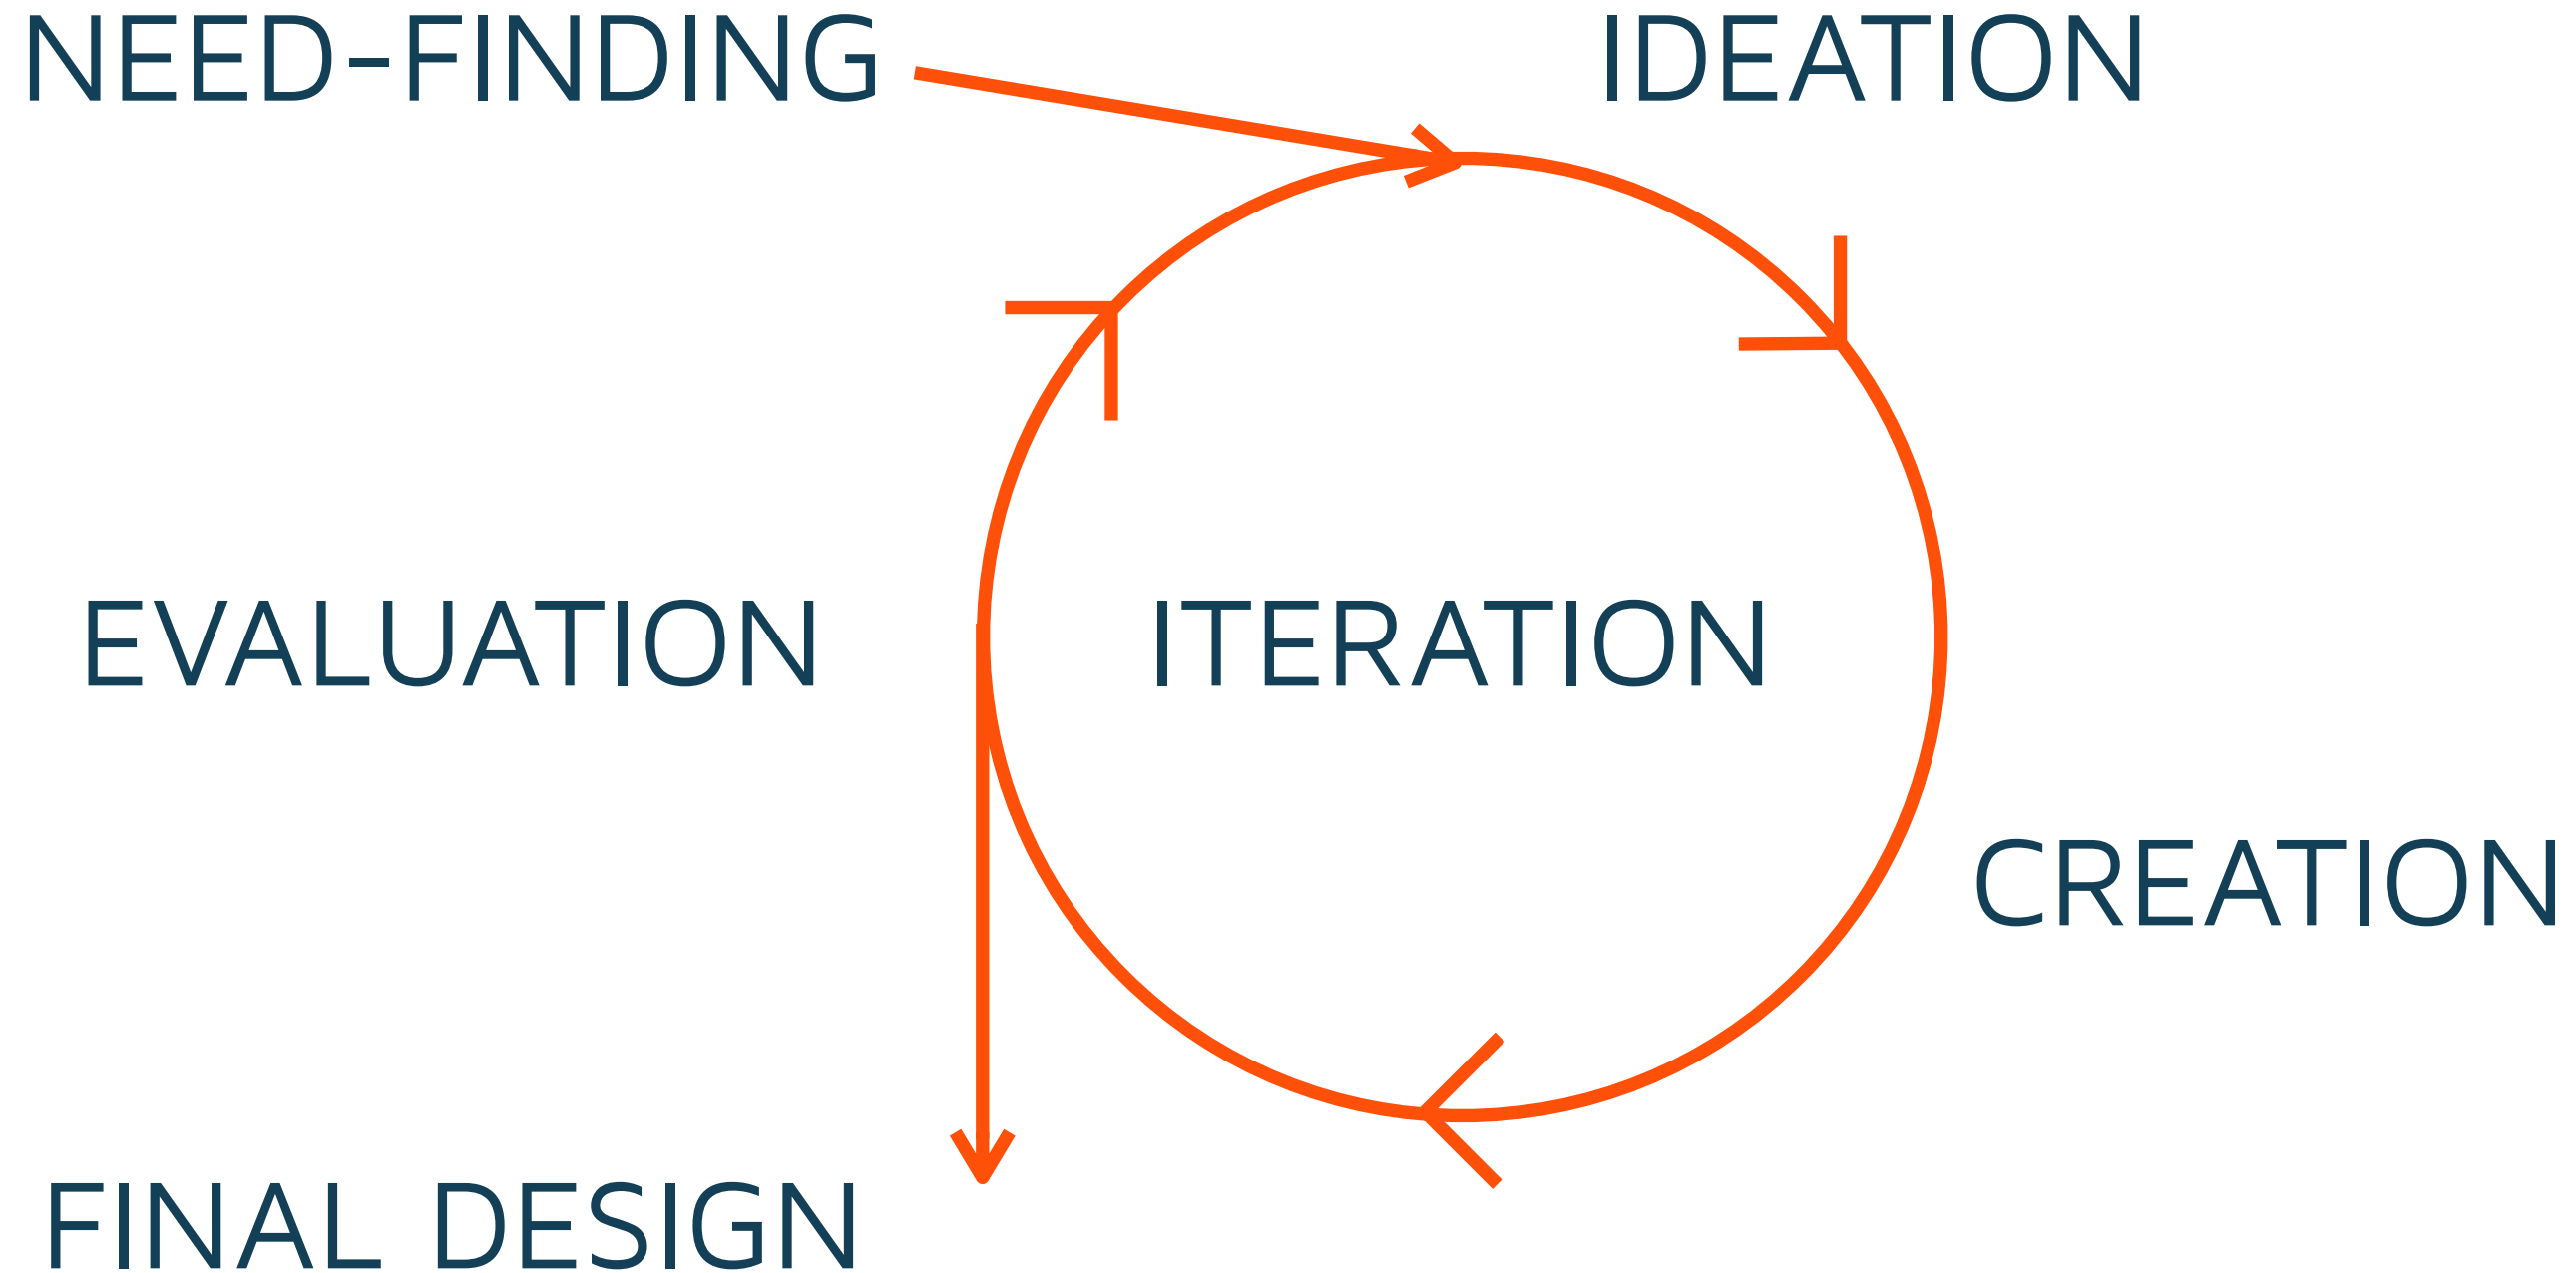 NEED-FINDING
IDEATION
EVALUATION
ITERATION
CREATION
FINAL DESIGN